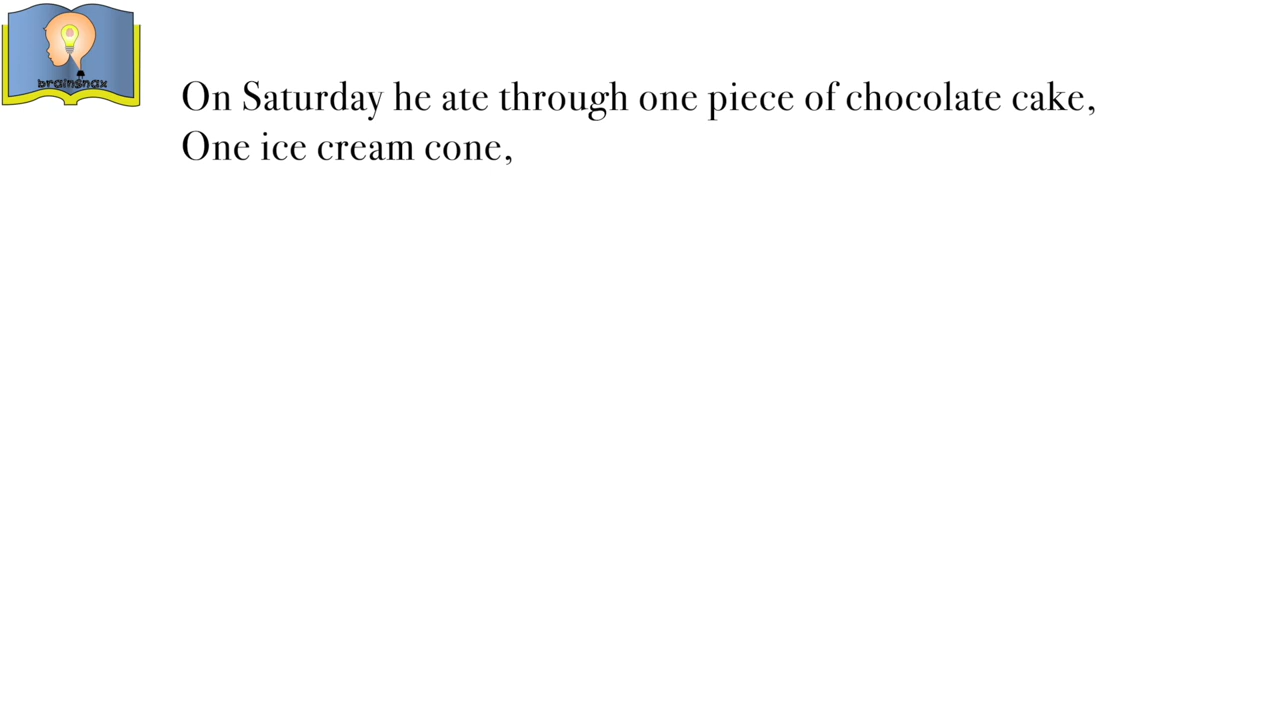 brainsnax
On Saturday he ate through one piece of chocolate cake,
One ice cream cone,